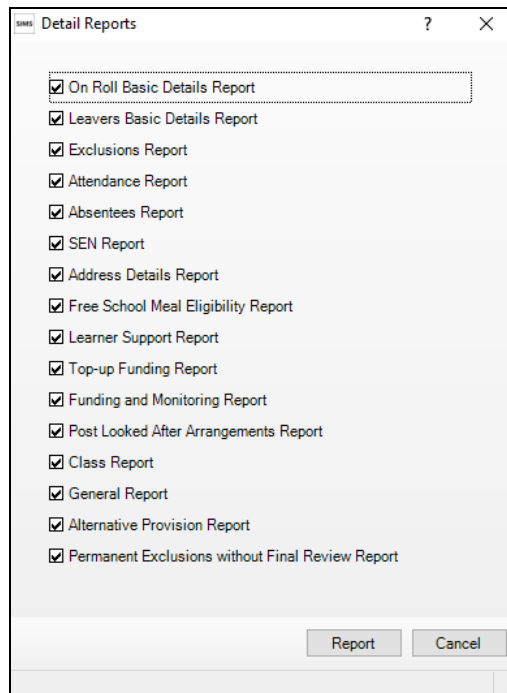 SIMS Detail Reports ? ×
On Roll Basic Details Report
Leavers Basic Details Report
Exclusions Report
Attendance Report
Absentees Report
SEN Report
Address Details Report
Free School Meal Eligibility Report
Learner Support Report
Top-up Funding Report
Funding and Monitoring Report
Post Looked After Arrangements Report
Class Report
General Report
Alternative Provision Report
Permanent Exclusions without Final Review Report
Report Cancel